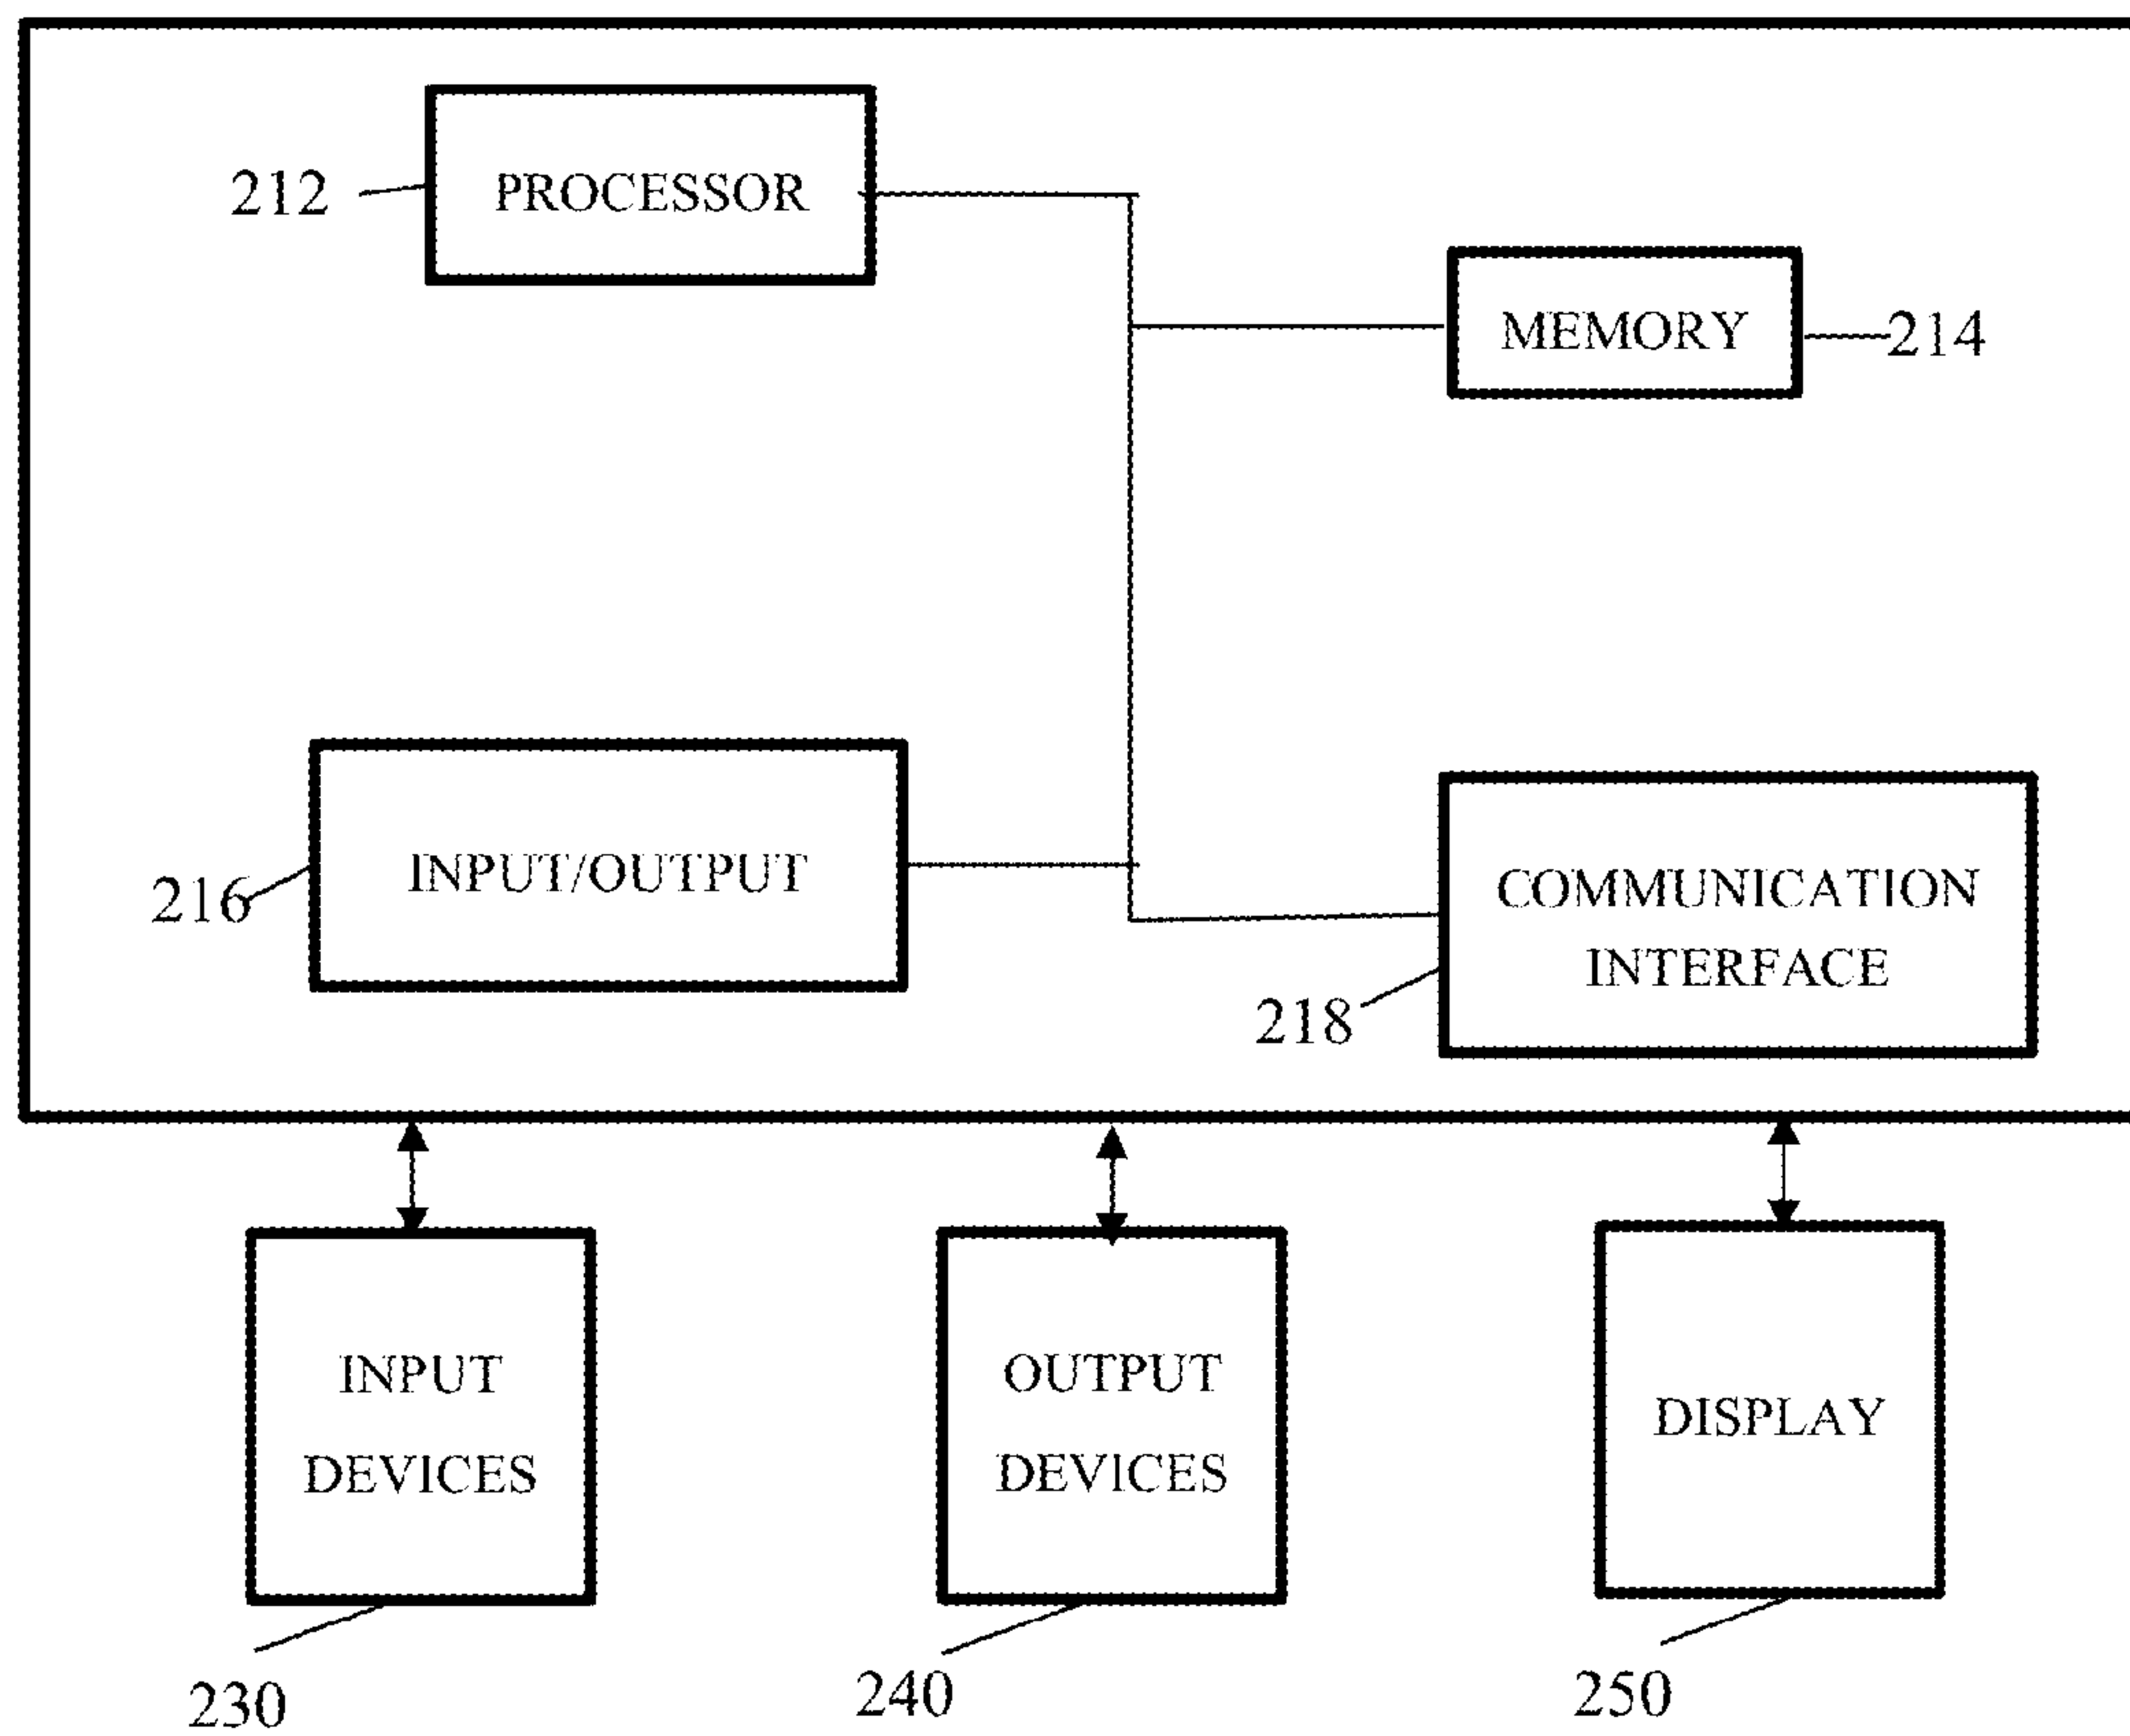 212
PROCESSOR
MEMORY
214
216
INPUT/OUTPUT
COMMUNICATION
INTERFACE
218
INPUT
DEVICES
OUTPUT
DEVICES
DISPLAY
230
240
250